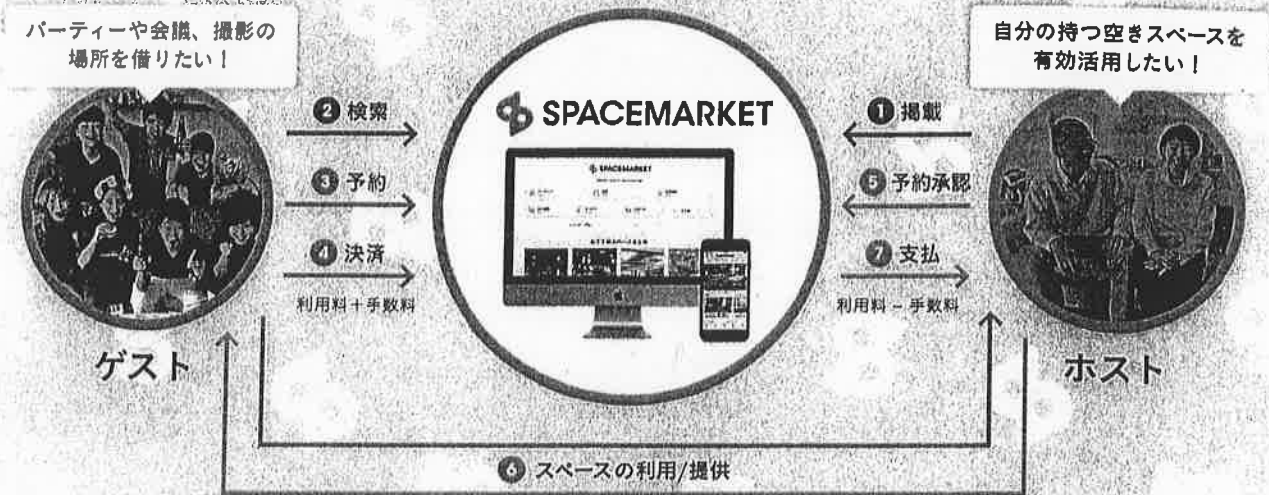 パーティーや会議、撮影の
場所を借りたい！
自分の持つ空きスペースを
有効活用したい！
SPACEMARKET
❷ 検索
❶ 掲載
SPACEMARKET
❸ 予約
❺ 予約承認
❹ 決済
❼ 支払
利用料＋手数料
利用料－手数料
ゲスト
ホスト
❻ スペースの利用/提供